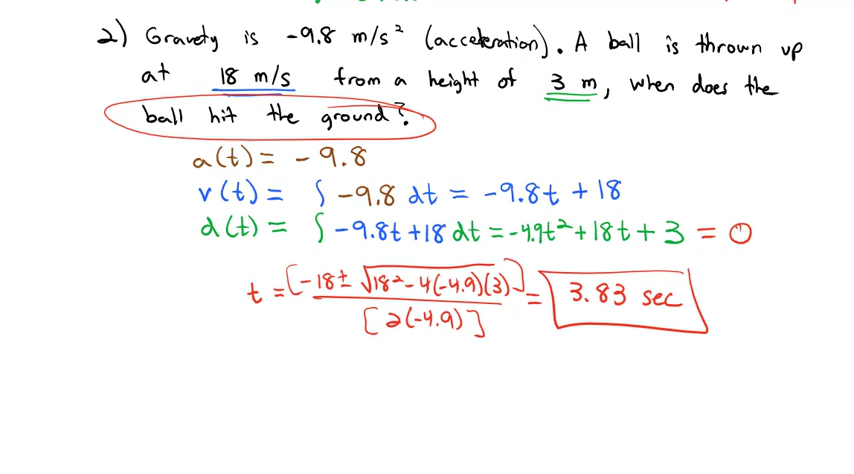 2) Gravity is -9.8 m/s² (acceleration). A ball is thrown up
at 18 m/s from a height of 3 m, when does the
ball hit the ground?
a(t) = -9.8
v(t) = ∫ -9.8 dt = -9.8t + 18
d(t) = ∫ -9.8t + 18 dt = -4.9t² + 18t + 3 = 0
t = [-18 ± √(18² - 4(-4.9)(3))] / [2(-4.9)] = 3.83 sec